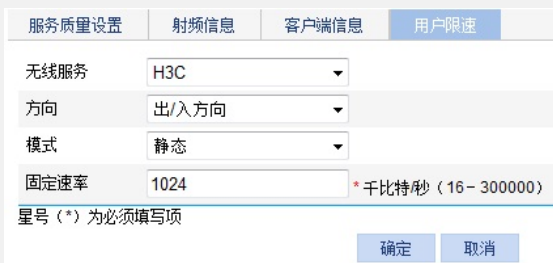 服务质量设置 射频信息 客户端信息 用户限速
无线服务 H3C
方向 出/入方向
模式 静态
固定速率 1024 *千比特/秒（16－300000）
星号（*）为必须填写项
确定 取消